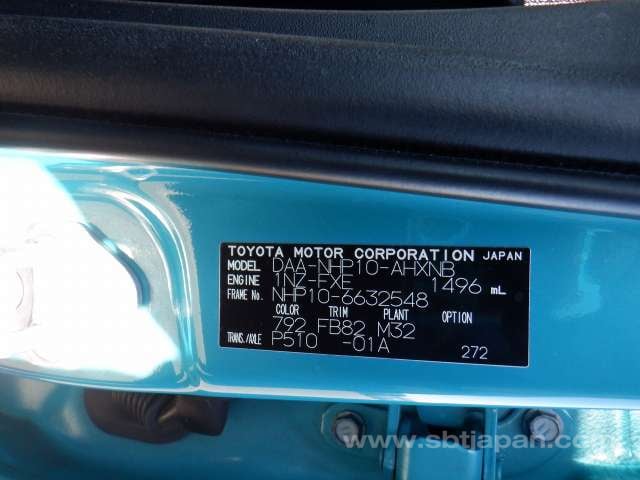 TOYOTA MOTOR CORPORATION JAPAN
MODEL DAA-NHP10-AHXNB
ENGINE 1NZ-FXE 1496 mL
FRAME No. NHP10-6632548
COLOR TRIM PLANT OPTION
792 FB82 M32
TRANS./AXLE P510 -01A 272
www.sbtjapan.com